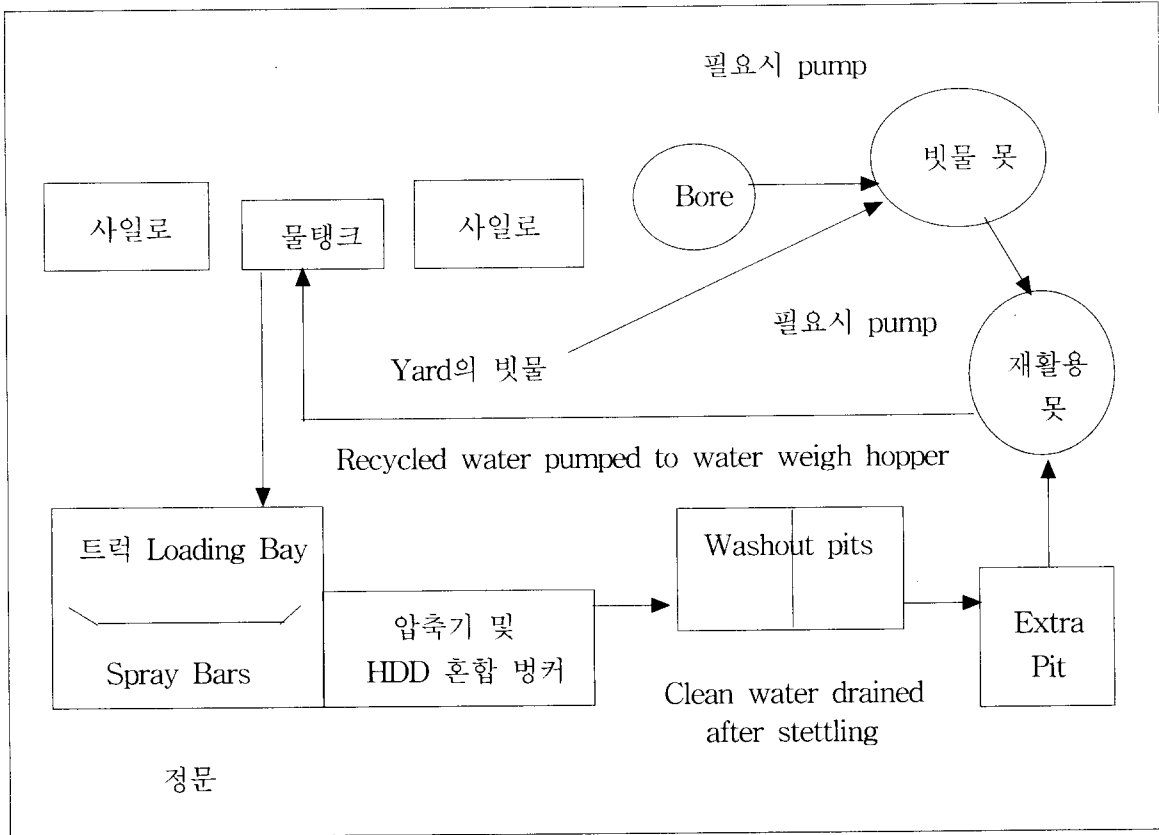 필요시 pump
빗물 못
Bore
사일로
물탱크
사일로
필요시 pump
Yard의 빗물
재활용
못
Recycled water pumped to water weigh hopper
트럭 Loading Bay
Spray Bars
압축기 및
HDD 혼합 벙커
Washout pits
Extra
Pit
Clean water drained
after stettling
정문